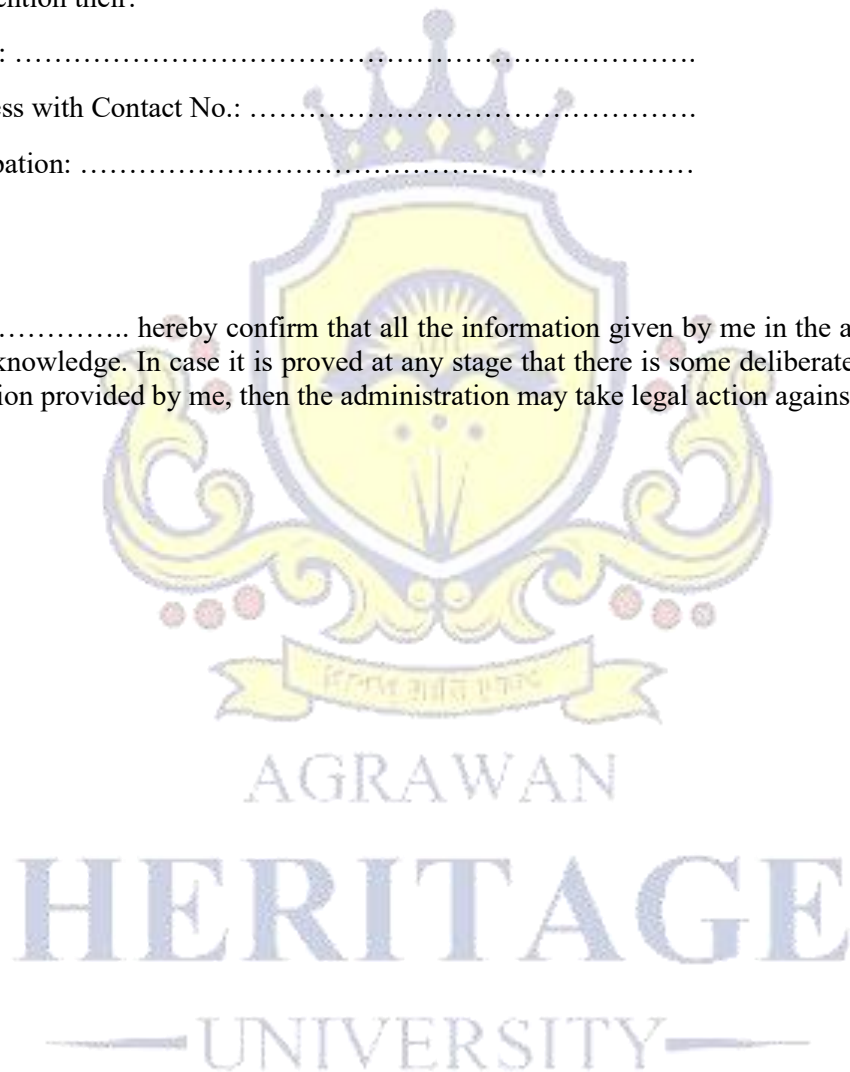 ention their:
: ………………………………………………………………………….
ess with Contact No.: ……………………………………………….
pation: …………………………………………………………………
………….. hereby confirm that all the information given by me in the a
knowledge. In case it is proved at any stage that there is some deliberate
ion provided by me, then the administration may take legal action agains
AGRAWAN
HERITAGE
UNIVERSITY